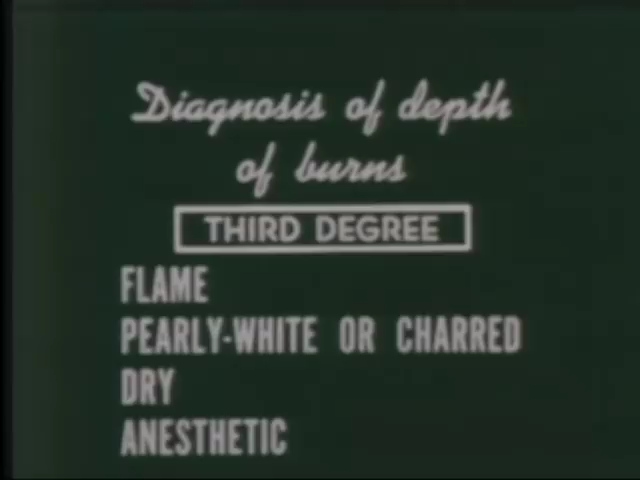 Diagnosis of depth
of burns
THIRD DEGREE
FLAME
PEARLY-WHITE OR CHARRED
DRY
ANESTHETIC